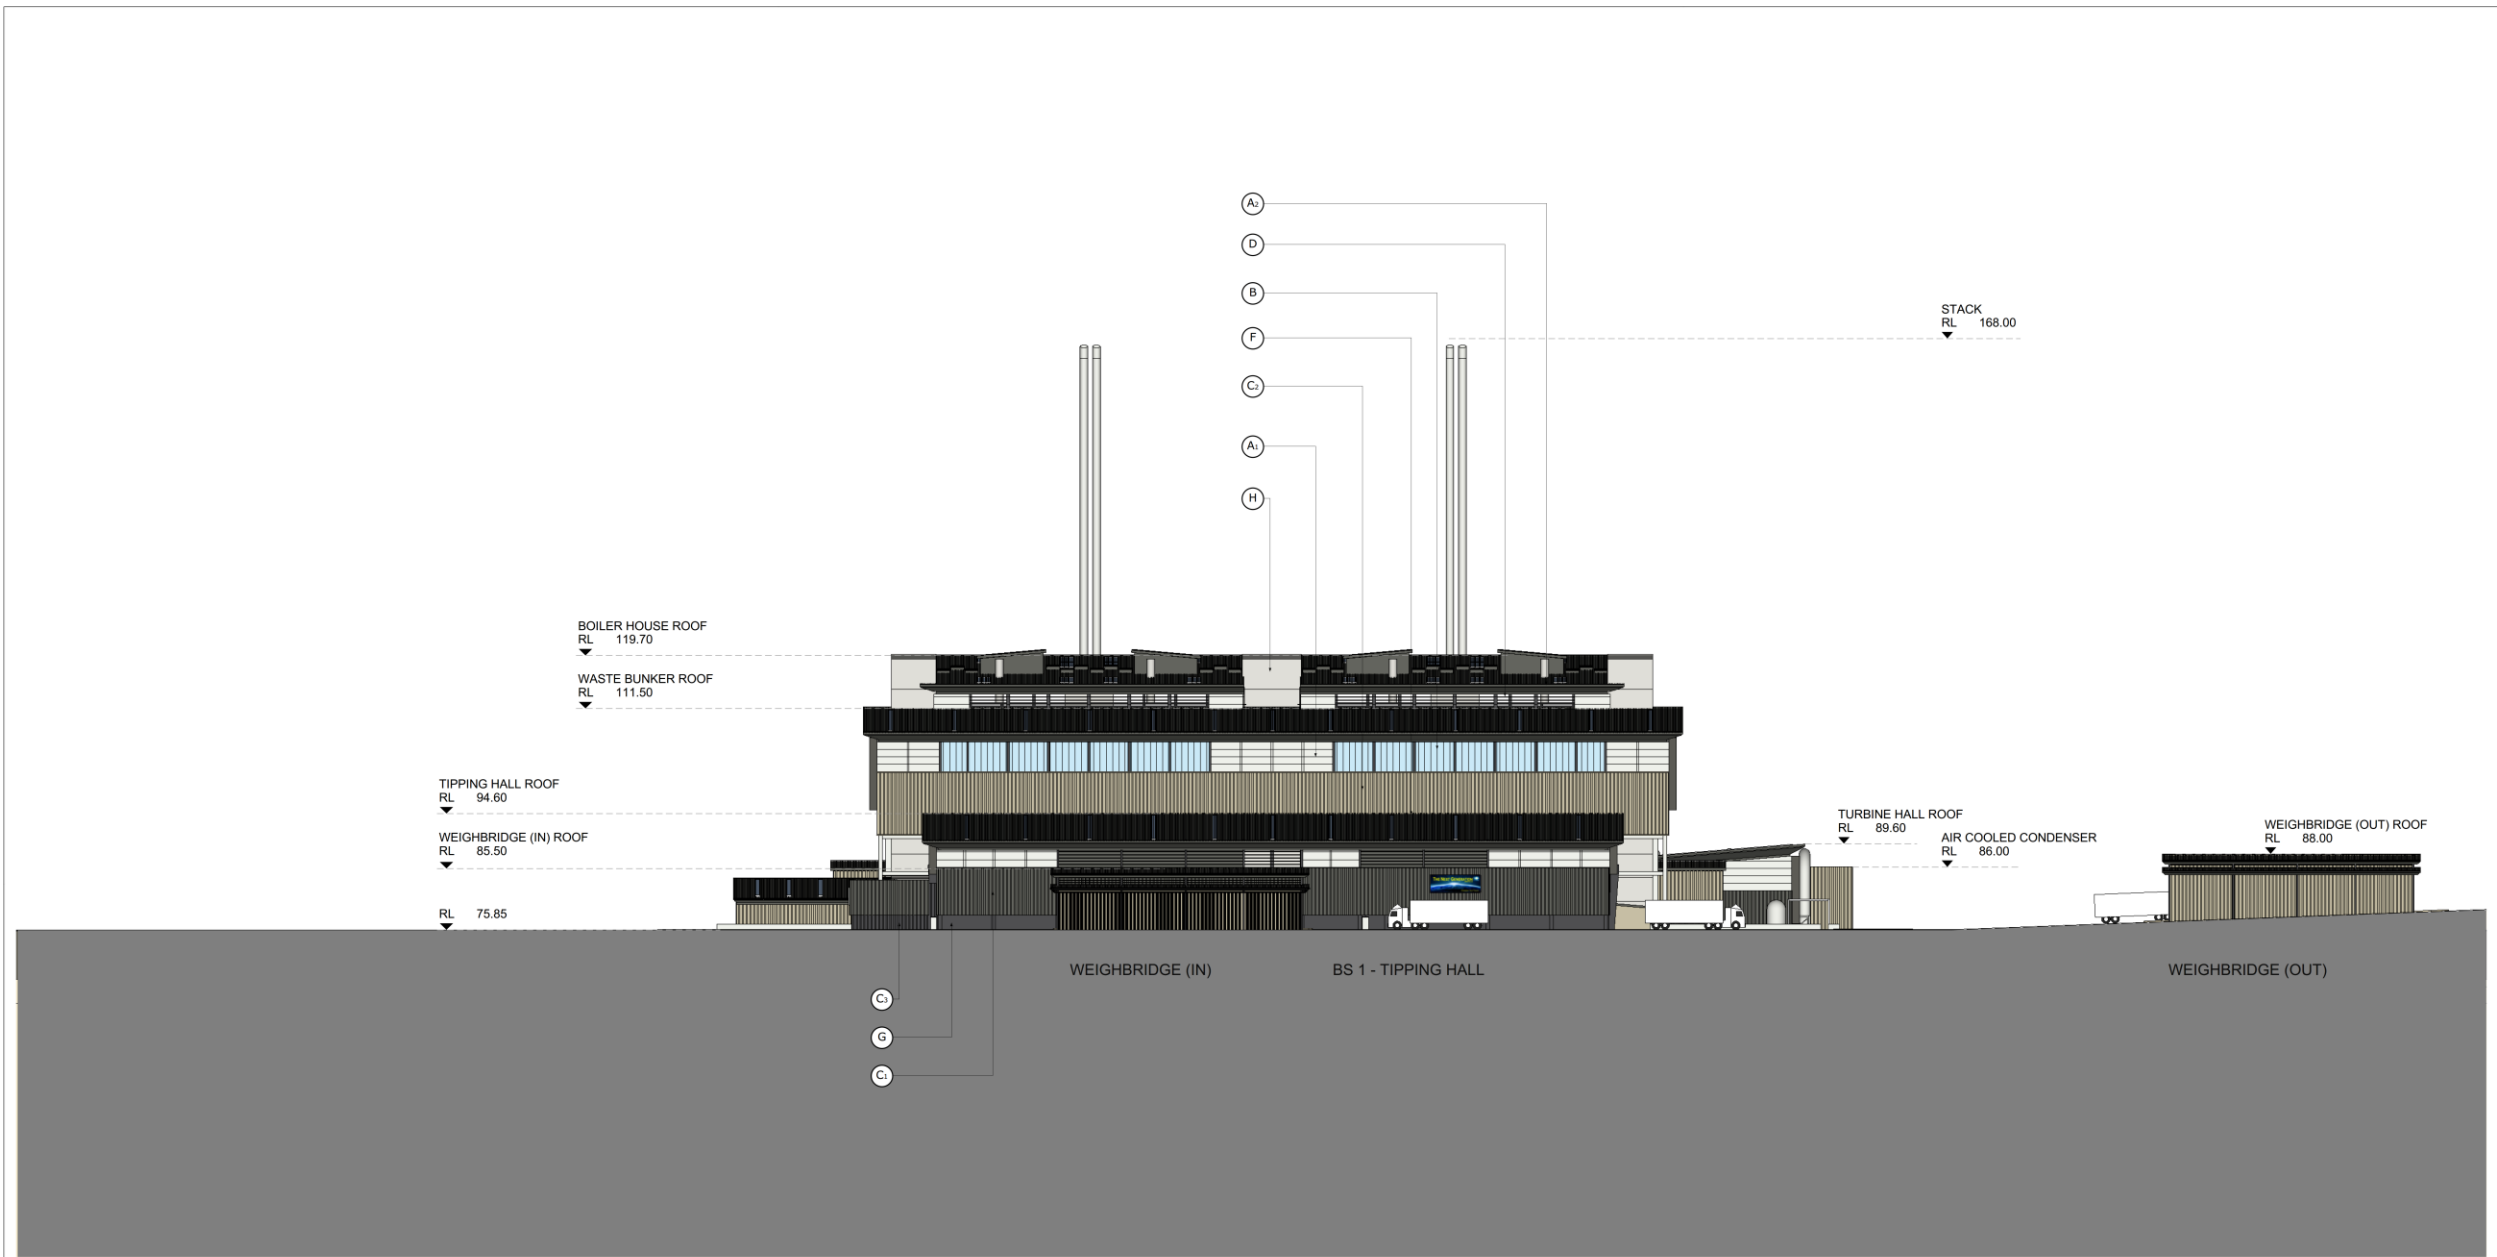 A2
D
B
F
C2
A1
H
STACK
RL 168.00
BOILER HOUSE ROOF
RL 119.70
WASTE BUNKER ROOF
RL 111.50
TIPPING HALL ROOF
RL 94.60
WEIGHBRIDGE (IN) ROOF
RL 85.50
RL 75.85
TURBINE HALL ROOF
RL 89.60
AIR COOLED CONDENSER
RL 86.00
WEIGHBRIDGE (OUT) ROOF
RL 88.00
THE NEXT GENERATION
WEIGHBRIDGE (IN)
BS 1 - TIPPING HALL
WEIGHBRIDGE (OUT)
C3
G
C1